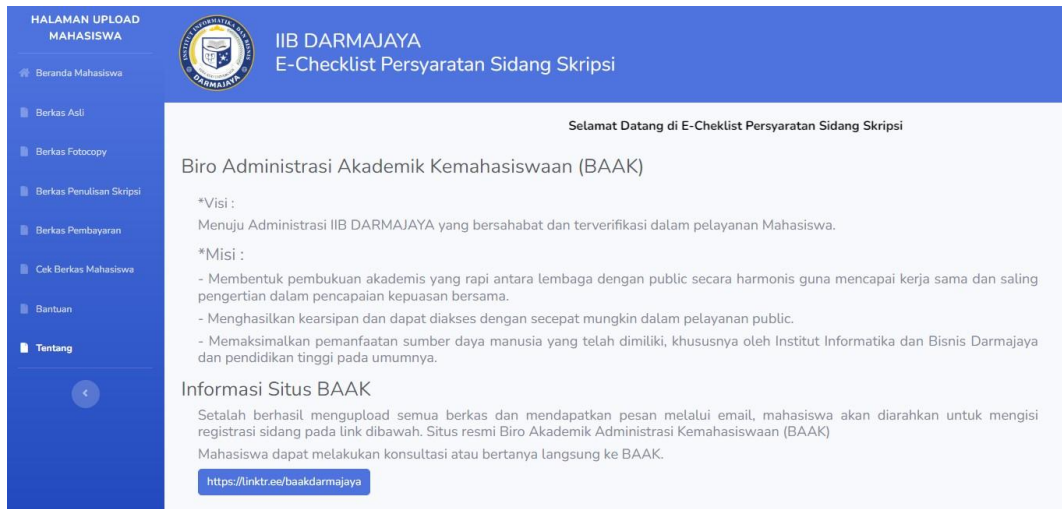 HALAMAN UPLOAD
MAHASISWA
Beranda Mahasiswa
Berkas Asli
Berkas Fotocopy
Berkas Penulisan Skripsi
Berkas Pembayaran
Cek Berkas Mahasiswa
Bantuan
Tentang
INSTITUT INFORMATIKA DAN BISNIS
DARMAJAYA
IIB DARMAJAYA
E-Checklist Persyaratan Sidang Skripsi
Selamat Datang di E-Cheklist Persyaratan Sidang Skripsi
Biro Administrasi Akademik Kemahasiswaan (BAAK)
*Visi :
Menuju Administrasi IIB DARMAJAYA yang bersahabat dan terverifikasi dalam pelayanan Mahasiswa.
*Misi :
- Membentuk pembukuan akademis yang rapi antara lembaga dengan public secara harmonis guna mencapai kerja sama dan saling
pengertian dalam pencapaian kepuasan bersama.
- Menghasilkan kearsipan dan dapat diakses dengan secepat mungkin dalam pelayanan public.
- Memaksimalkan pemanfaatan sumber daya manusia yang telah dimiliki, khususnya oleh Institut Informatika dan Bisnis Darmajaya
dan pendidikan tinggi pada umumnya.
Informasi Situs BAAK
Setalah berhasil mengupload semua berkas dan mendapatkan pesan melalui email, mahasiswa akan diarahkan untuk mengisi
registrasi sidang pada link dibawah. Situs resmi Biro Akademik Administrasi Kemahasiswaan (BAAK)
Mahasiswa dapat melakukan konsultasi atau bertanya langsung ke BAAK.
https://linktr.ee/baakdarmajaya